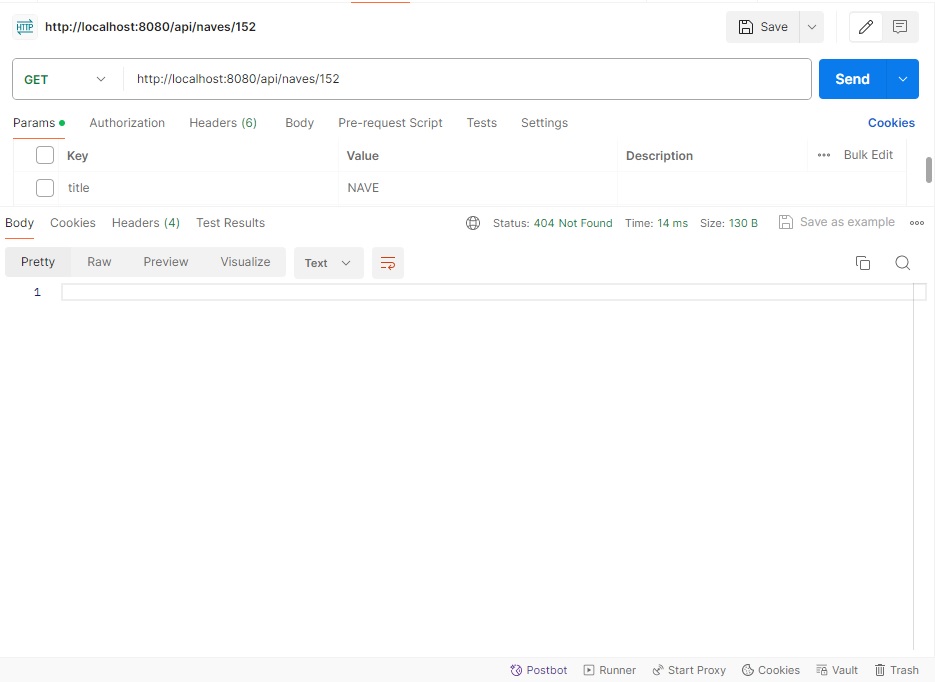 HTTP http://localhost:8080/api/naves/152 Save
GET http://localhost:8080/api/naves/152 Send
Params Authorization Headers (6) Body Pre-request Script Tests Settings Cookies
Key Value Description ••• Bulk Edit
title NAVE
Body Cookies Headers (4) Test Results Status: 404 Not Found Time: 14 ms Size: 130 B Save as example
Pretty Raw Preview Visualize Text
1
Postbot Runner Start Proxy Cookies Vault Trash